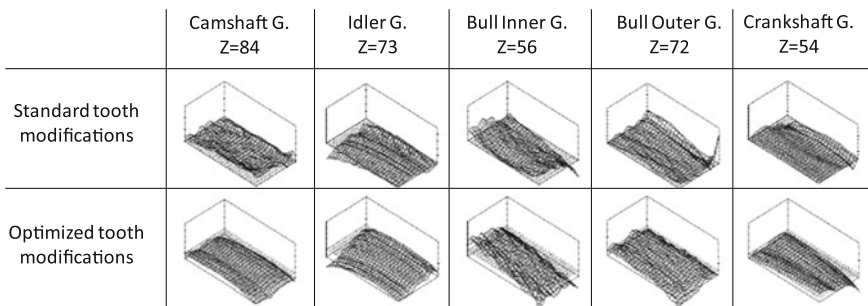 Camshaft G. Idler G. Bull Inner G. Bull Outer G. Crankshaft G.
Z=84 Z=73 Z=56 Z=72 Z=54
Standard tooth
modifications
Optimized tooth
modifications